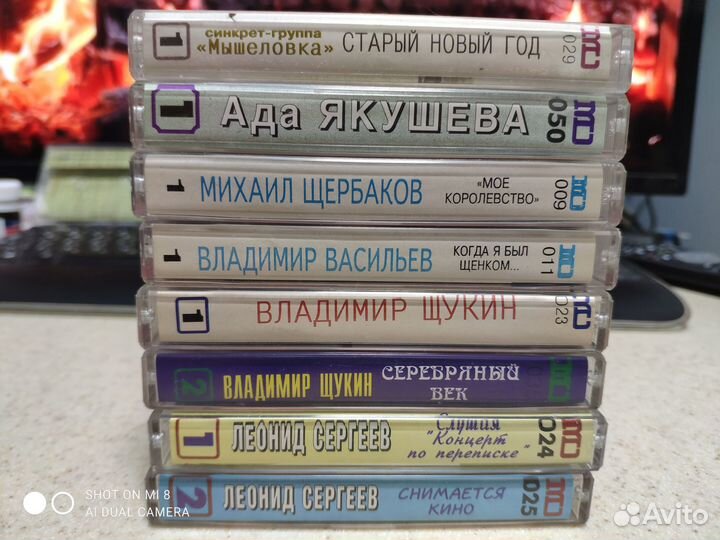 1
синкрет-группа
«Мышеловка»
СТАРЫЙ НОВЫЙ ГОД
029
1
Ада ЯКУШЕВА
050
1
МИХАИЛ ЩЕРБАКОВ
«МОЕ
КОРОЛЕВСТВО»
009
1
ВЛАДИМИР ВАСИЛЬЕВ
КОГДА Я БЫЛ
ЩЕНКОМ...
011
1
ВЛАДИМИР ЩУКИН
023
2
ВЛАДИМИР ЩУКИН
СЕРЕБРЯНЫЙ
ВЕК
1
ЛЕОНИД СЕРГЕЕВ
Слушая
"Концерт
по переписке"
024
2
ЛЕОНИД СЕРГЕЕВ
СНИМАЕТСЯ
КИНО
025
SHOT ON MI 8
AI DUAL CAMERA
Avito